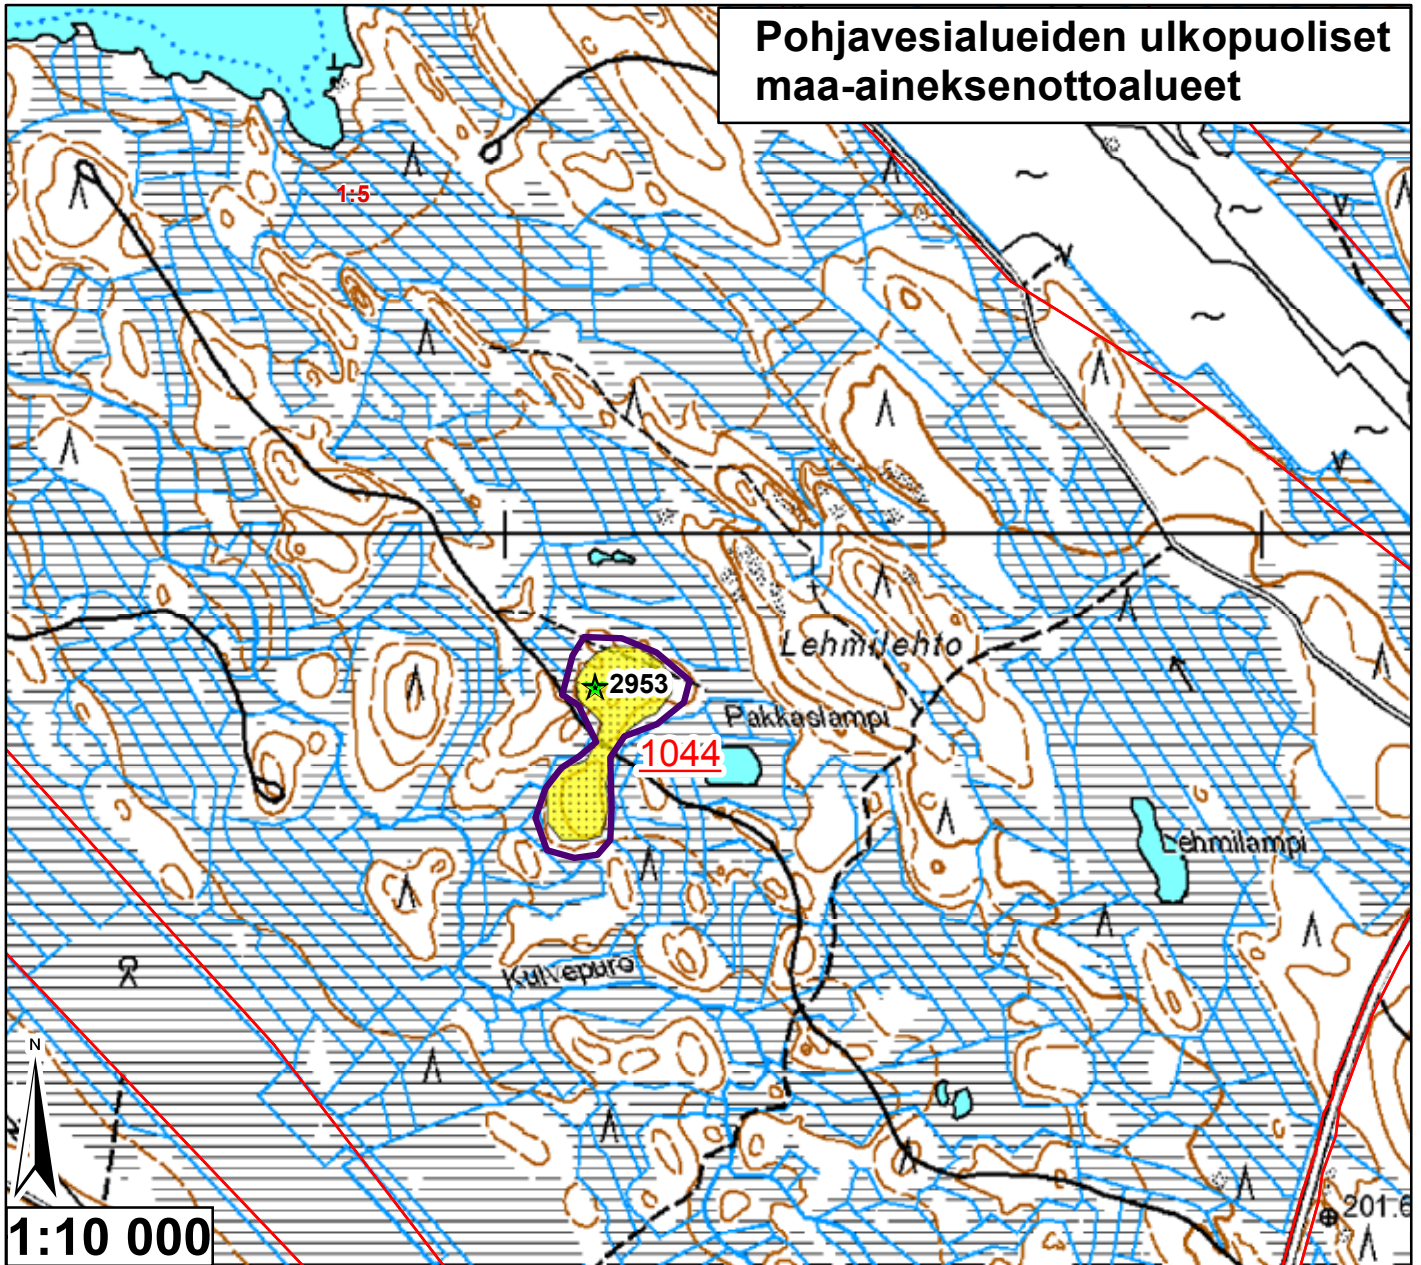 Pohjavesialueiden ulkopuoliset
maa-aineksenottoalueet
1:5
Lehmilehto
2953
Pakkaslampi
1044
Lehmilampi
Kulvepuro
N
201.6
1:10 000